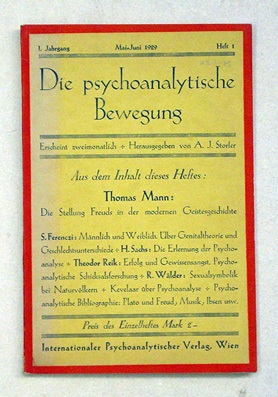 I. Jahrgang Mai-Juni 1929 Heft 1
Die psychoanalytische
Bewegung
Erscheint zweimonatlich + Herausgegeben von A. J. Storfer
Aus dem Inhalt dieses Heftes:
Thomas Mann:
Die Stellung Freuds in der modernen Geistesgeschichte
S. Ferenczi: Männlich und Weiblich. Über Genitaltheorie und
Geschlechtsunterschiede + H. Sachs: Die Erlernung der Psycho-
analyse + Theodor Reik: Erfolg und Gewissensangst, Psycho-
analytische Schicksalforschung + R. Wälder: Sexualsymbolik
bei Naturvölkern + Kevelaar über Psychoanalyse + Psycho-
analytische Bibliographie: Plato und Freud, Musik, Ibsen usw.
Preis des Einzelheftes Mark 2-
Internationaler Psychoanalytischer Verlag, Wien